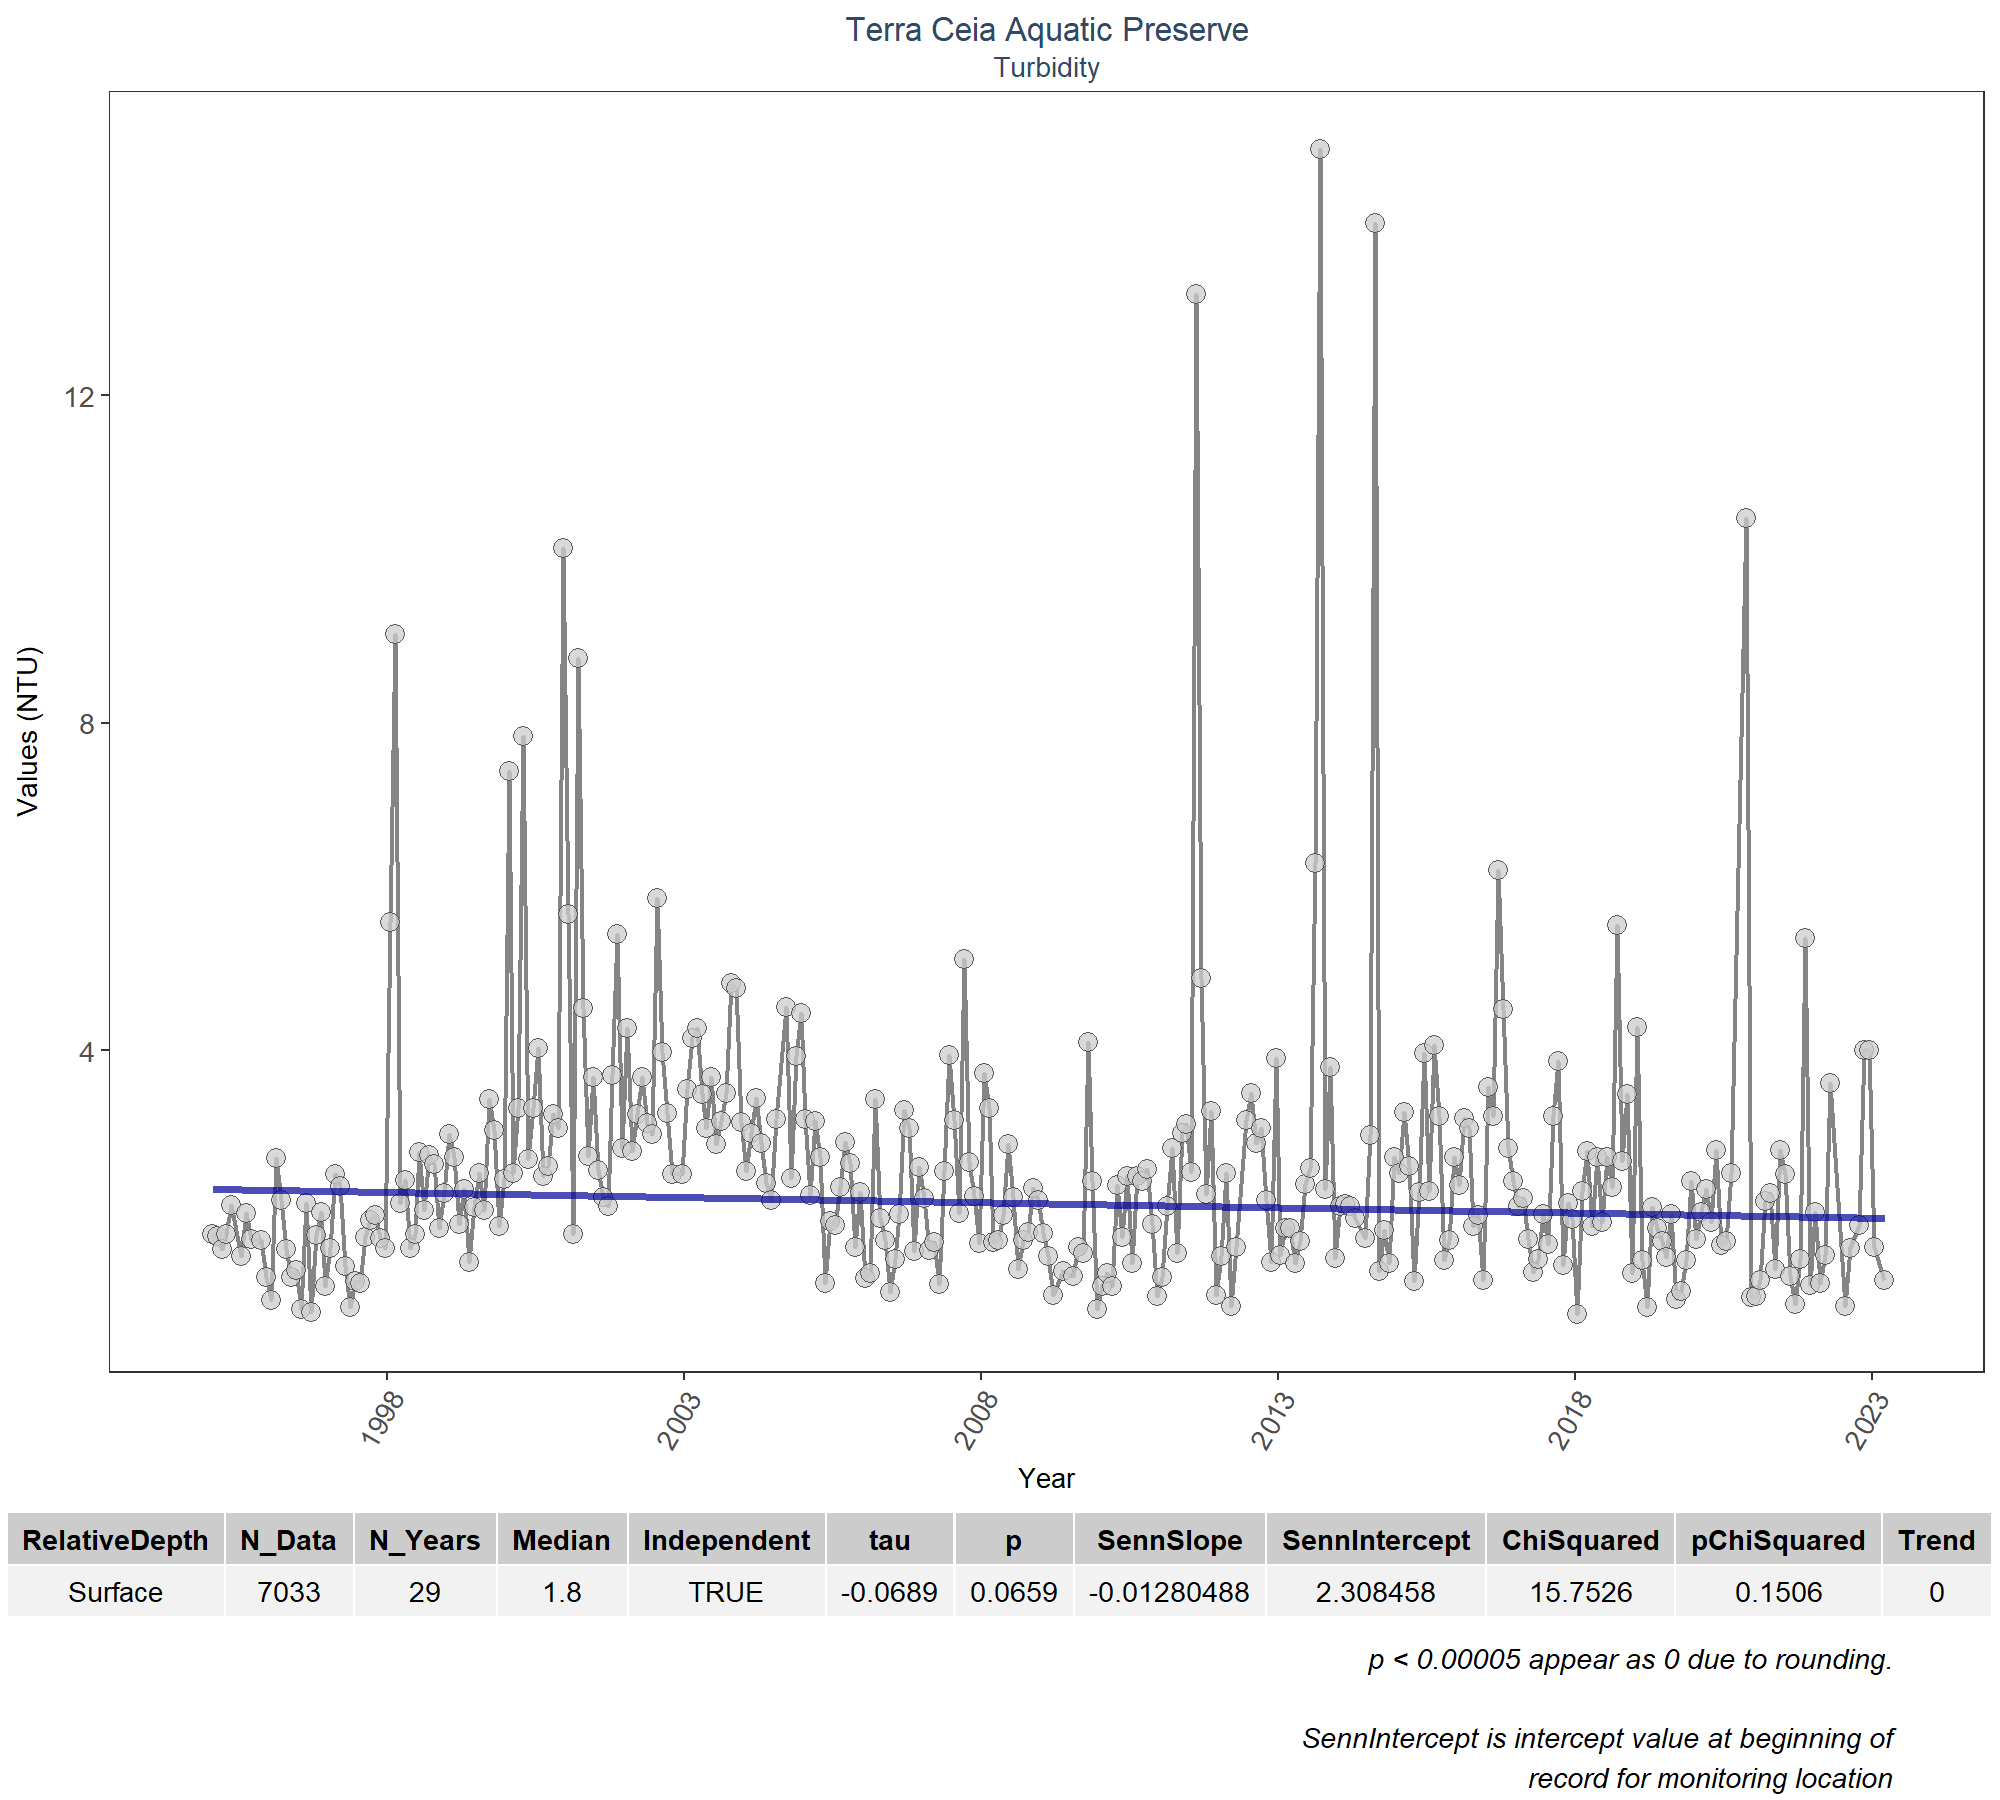 Terra Ceia Aquatic Preserve
Turbidity
Values (NTU)
12
8
4
1998 2003 2008 2013 2018 2023
Year
RelativeDepth N_Data N_Years Median Independent tau p SennSlope SennIntercept ChiSquared pChiSquared Trend
Surface 7033 29 1.8 TRUE -0.0689 0.0659 -0.01280488 2.308458 15.7526 0.1506 0
p < 0.00005 appear as 0 due to rounding.
SennIntercept is intercept value at beginning of
record for monitoring location